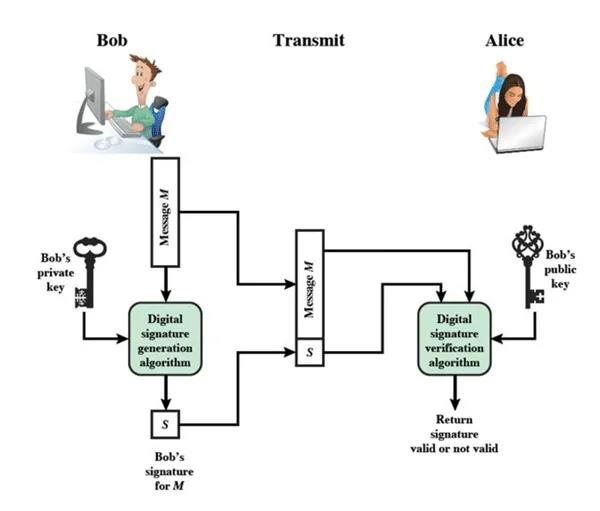 Bob
Transmit
Alice
Message M
Bob's
private
key
Message M
S
Bob's
public
key
Digital
signature
generation
algorithm
Digital
signature
verification
algorithm
S
Bob's
signature
for M
Return
signature
valid or not valid